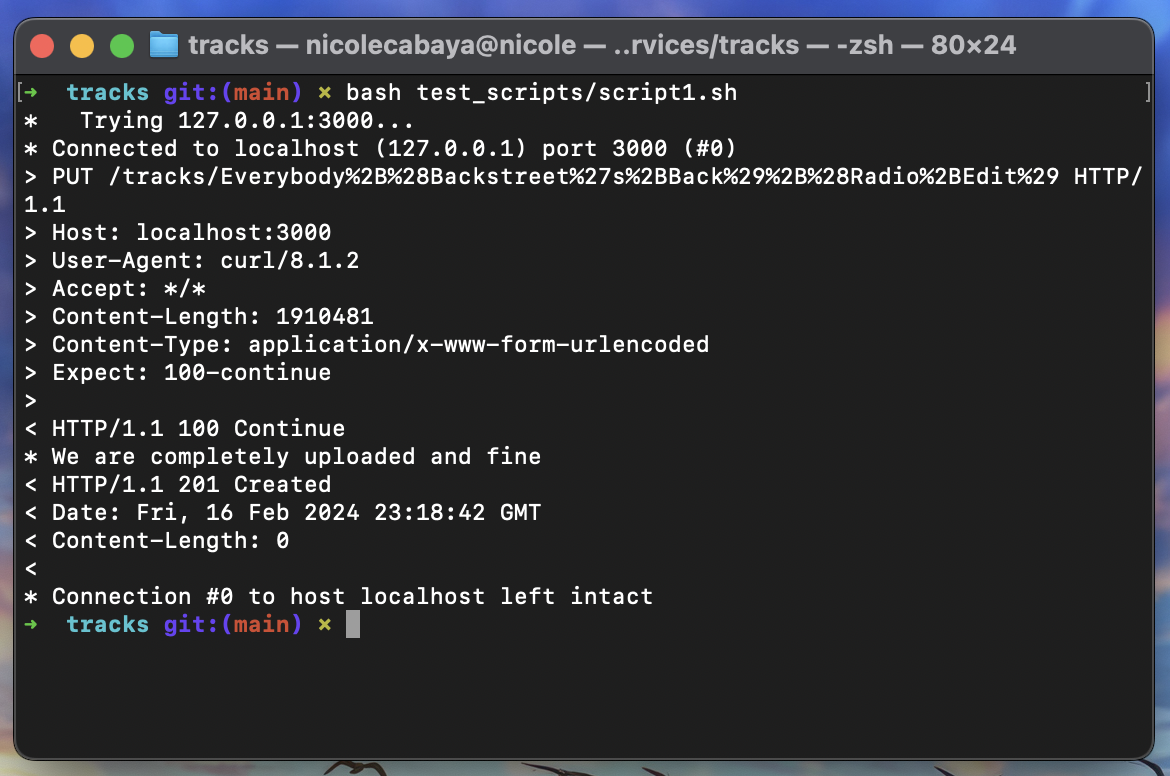 tracks — nicolecabaya@nicole — ..rvices/tracks — -zsh — 80×24
[➜  tracks git:(main) ✗ bash test_scripts/script1.sh ]
*   Trying 127.0.0.1:3000...
* Connected to localhost (127.0.0.1) port 3000 (#0)
> PUT /tracks/Everybody%2B%28Backstreet%27s%2BBack%29%2B%28Radio%2BEdit%29 HTTP/
1.1
> Host: localhost:3000
> User-Agent: curl/8.1.2
> Accept: */*
> Content-Length: 1910481
> Content-Type: application/x-www-form-urlencoded
> Expect: 100-continue
>
< HTTP/1.1 100 Continue
* We are completely uploaded and fine
< HTTP/1.1 201 Created
< Date: Fri, 16 Feb 2024 23:18:42 GMT
< Content-Length: 0
<
* Connection #0 to host localhost left intact
➜  tracks git:(main) ✗